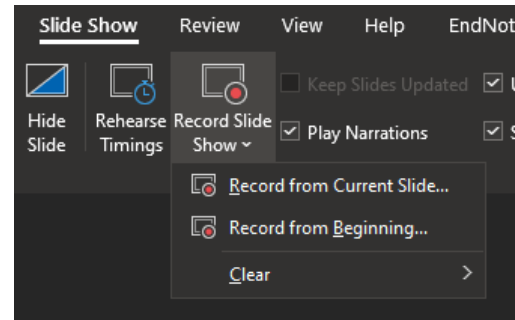 Slide Show Review View Help EndNot
Hide Slide
Rehearse Timings
Record Slide Show
Keep Slides Updated
Play Narrations
Record from Current Slide...
Record from Beginning...
Clear